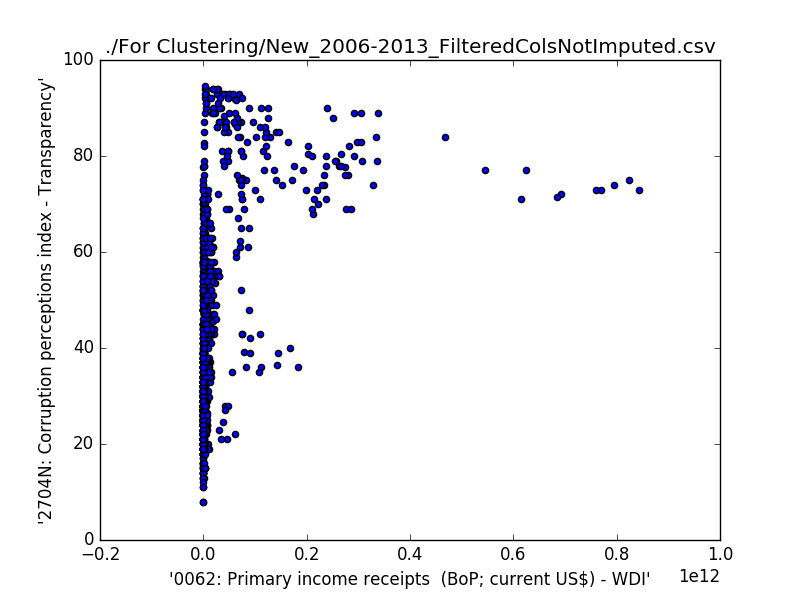 ./For Clustering/New_2006-2013_FilteredColsNotImputed.csv
100
80
60
40
20
0
'2704N: Corruption perceptions index - Transparency'
−0.2 0.0 0.2 0.4 0.6 0.8 1.0
1e12
'0062: Primary income receipts  (BoP; current US$) - WDI'